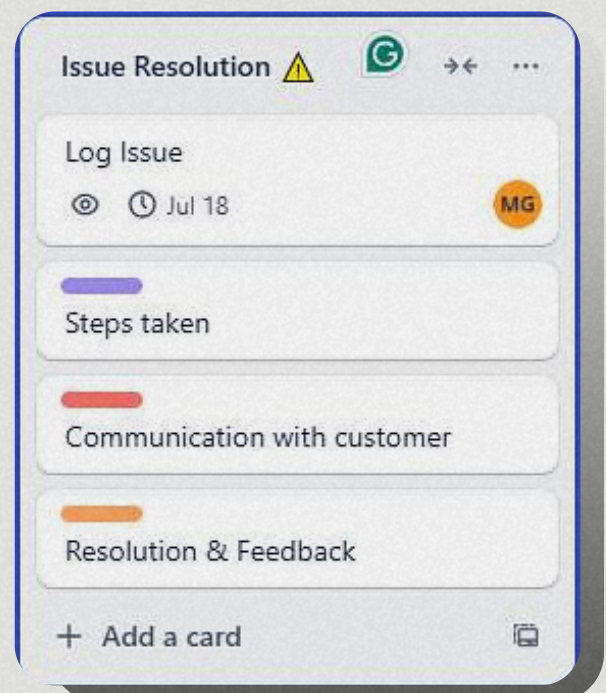 Issue Resolution ⚠️
G
Log Issue
Jul 18
MG
Steps taken
Communication with customer
Resolution & Feedback
+ Add a card